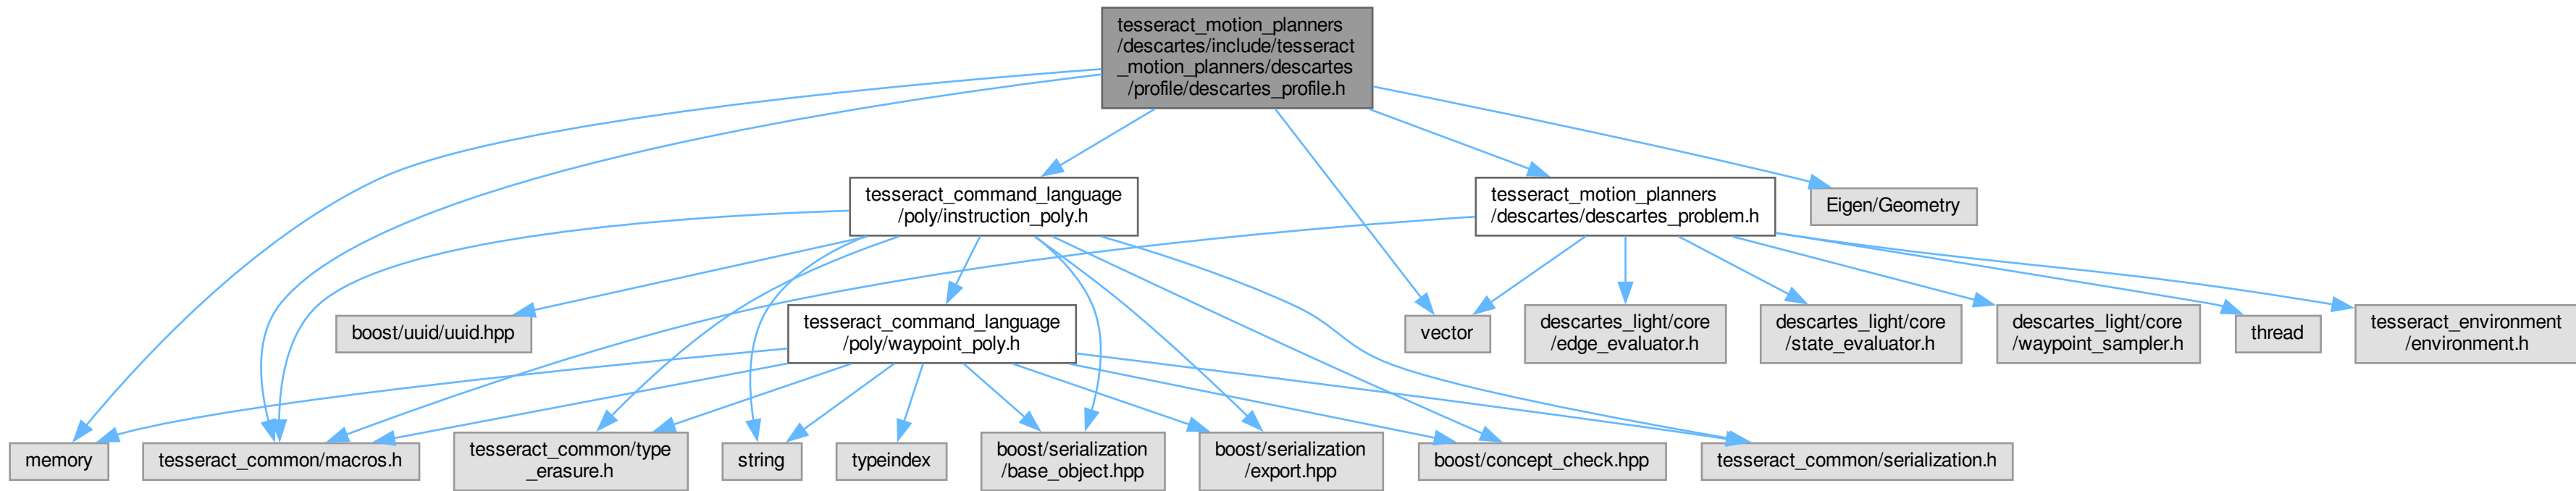 tesseract_motion_planners
/descartes/include/tesseract
_motion_planners/descartes
/profile/descartes_profile.h
tesseract_command_language
/poly/instruction_poly.h
tesseract_motion_planners
/descartes/descartes_problem.h
Eigen/Geometry
boost/uuid/uuid.hpp
tesseract_command_language
/poly/waypoint_poly.h
vector
descartes_light/core
/edge_evaluator.h
descartes_light/core
/state_evaluator.h
descartes_light/core
/waypoint_sampler.h
thread
tesseract_environment
/environment.h
memory
tesseract_common/macros.h
tesseract_common/type
_erasure.h
string
typeindex
boost/serialization
/base_object.hpp
boost/serialization
/export.hpp
boost/concept_check.hpp
tesseract_common/serialization.h